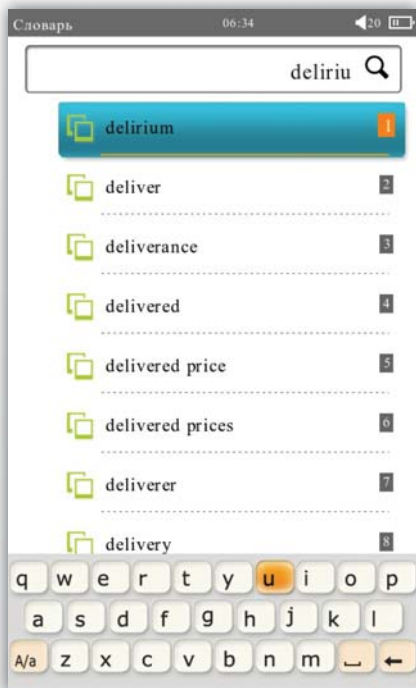 Словарь 06:34 20
deliriu
delirium 1
deliver 2
deliverance 3
delivered 4
delivered price 5
delivered prices 6
deliverer 7
delivery 8
q w e r t y u i o p
a s d f g h j k l
A/a z x c v b n m